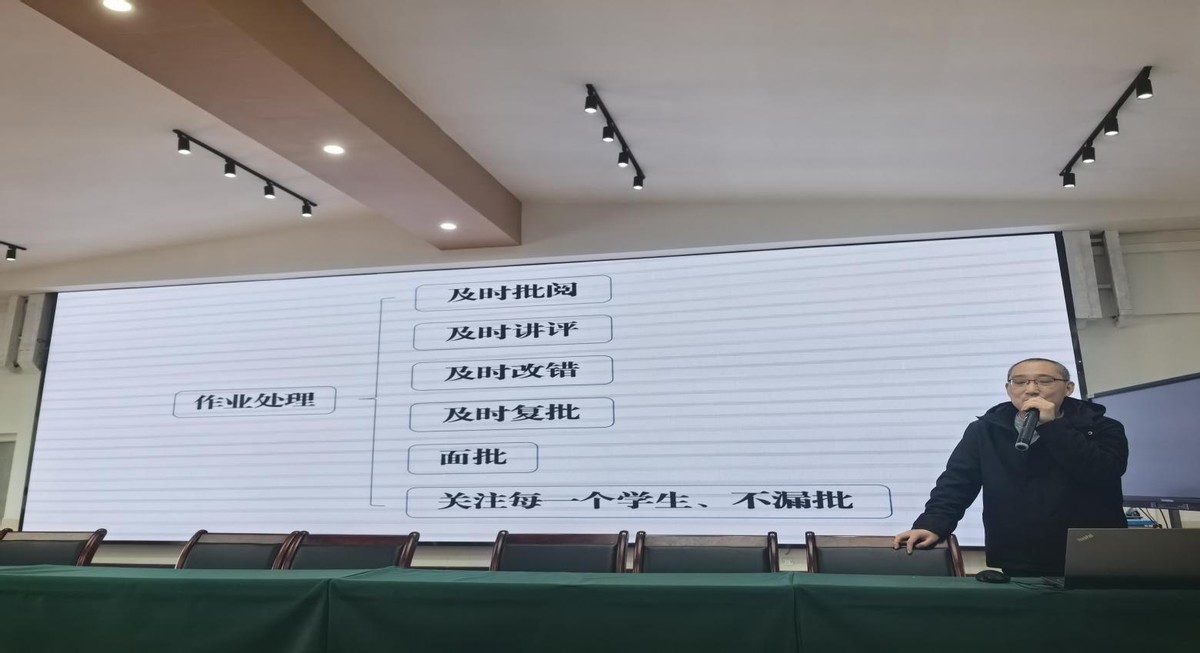 及时批阅
及时讲评
及时改错
作业处理
及时复批
面批
关注每一个学生、不漏批